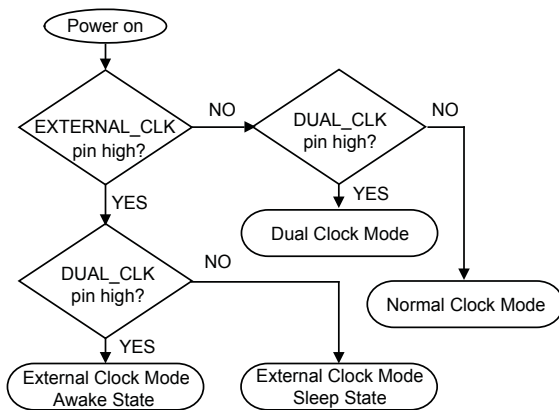 Power on
EXTERNAL_CLK
pin high?
NO
DUAL_CLK
pin high?
NO
YES
Dual Clock Mode
Normal Clock Mode
YES
DUAL_CLK
pin high?
NO
YES
External Clock Mode
Awake State
External Clock Mode
Sleep State